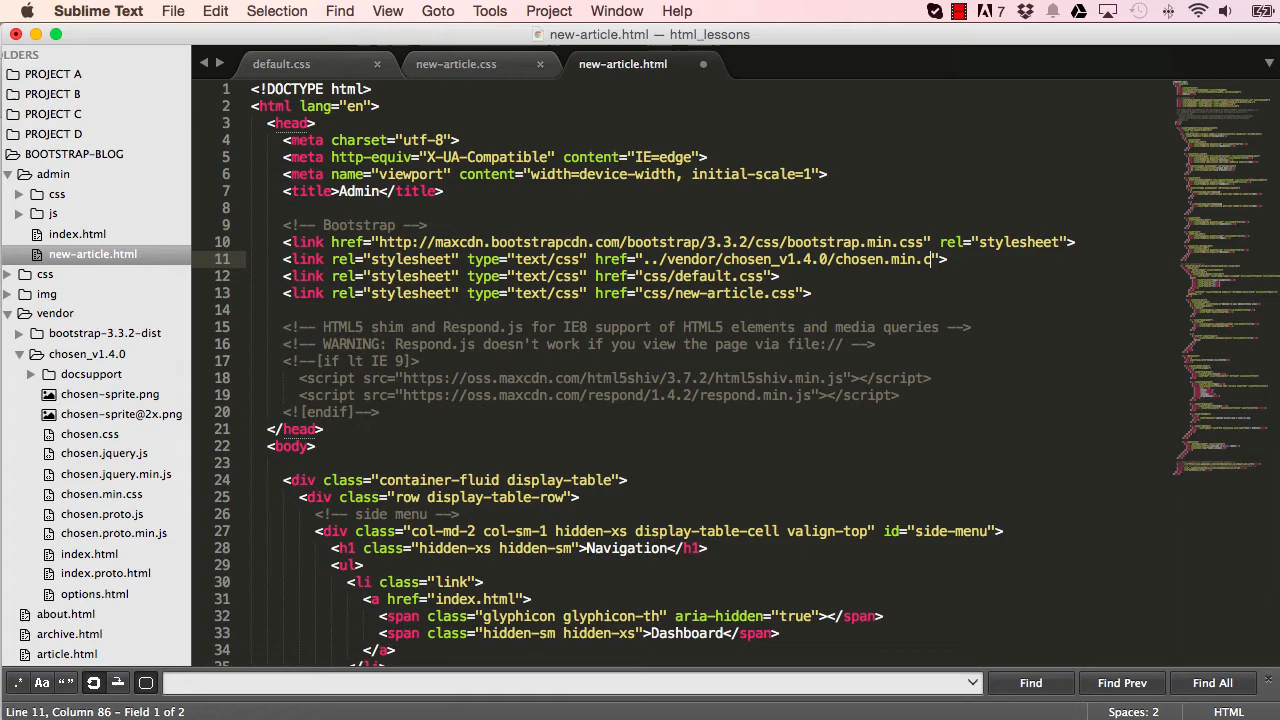 Sublime Text File Edit Selection Find View Goto Tools Project Window Help 7
new-article.html — html_lessons
OLDERS
PROJECT A
PROJECT B
PROJECT C
PROJECT D
BOOTSTRAP-BLOG
admin
css
js
index.html
new-article.html
css
img
vendor
bootstrap-3.3.2-dist
chosen_v1.4.0
docsupport
chosen-sprite.png
chosen-sprite@2x.png
chosen.css
chosen.jquery.js
chosen.jquery.min.js
chosen.min.css
chosen.proto.js
chosen.proto.min.js
index.html
index.proto.html
options.html
about.html
archive.html
article.html
default.css × new-article.css × new-article.html
1 <!DOCTYPE html>
2 <html lang="en">
3 <head>
4 <meta charset="utf-8">
5 <meta http-equiv="X-UA-Compatible" content="IE=edge">
6 <meta name="viewport" content="width=device-width, initial-scale=1">
7 <title>Admin</title>
8
9 <!-- Bootstrap -->
10 <link href="http://maxcdn.bootstrapcdn.com/bootstrap/3.3.2/css/bootstrap.min.css" rel="stylesheet">
11 <link rel="stylesheet" type="text/css" href="../vendor/chosen_v1.4.0/chosen.min.c">
12 <link rel="stylesheet" type="text/css" href="css/default.css">
13 <link rel="stylesheet" type="text/css" href="css/new-article.css">
14
15 <!-- HTML5 shim and Respond.js for IE8 support of HTML5 elements and media queries -->
16 <!-- WARNING: Respond.js doesn't work if you view the page via file:// -->
17 <!--[if lt IE 9]>
18 <script src="https://oss.maxcdn.com/html5shiv/3.7.2/html5shiv.min.js"></script>
19 <script src="https://oss.maxcdn.com/respond/1.4.2/respond.min.js"></script>
20 <![endif]-->
21 </head>
22 <body>
23
24 <div class="container-fluid display-table">
25 <div class="row display-table-row">
26 <!-- side menu -->
27 <div class="col-md-2 col-sm-1 hidden-xs display-table-cell valign-top" id="side-menu">
28 <h1 class="hidden-xs hidden-sm">Navigation</h1>
29 <ul>
30 <li class="link">
31 <a href="index.html">
32 <span class="glyphicon glyphicon-th" aria-hidden="true"></span>
33 <span class="hidden-sm hidden-xs">Dashboard</span>
34 </a>
35 </li>
.* Aa “” Find Find Prev Find All
Line 11, Column 86 - Field 1 of 2 Spaces: 2 HTML